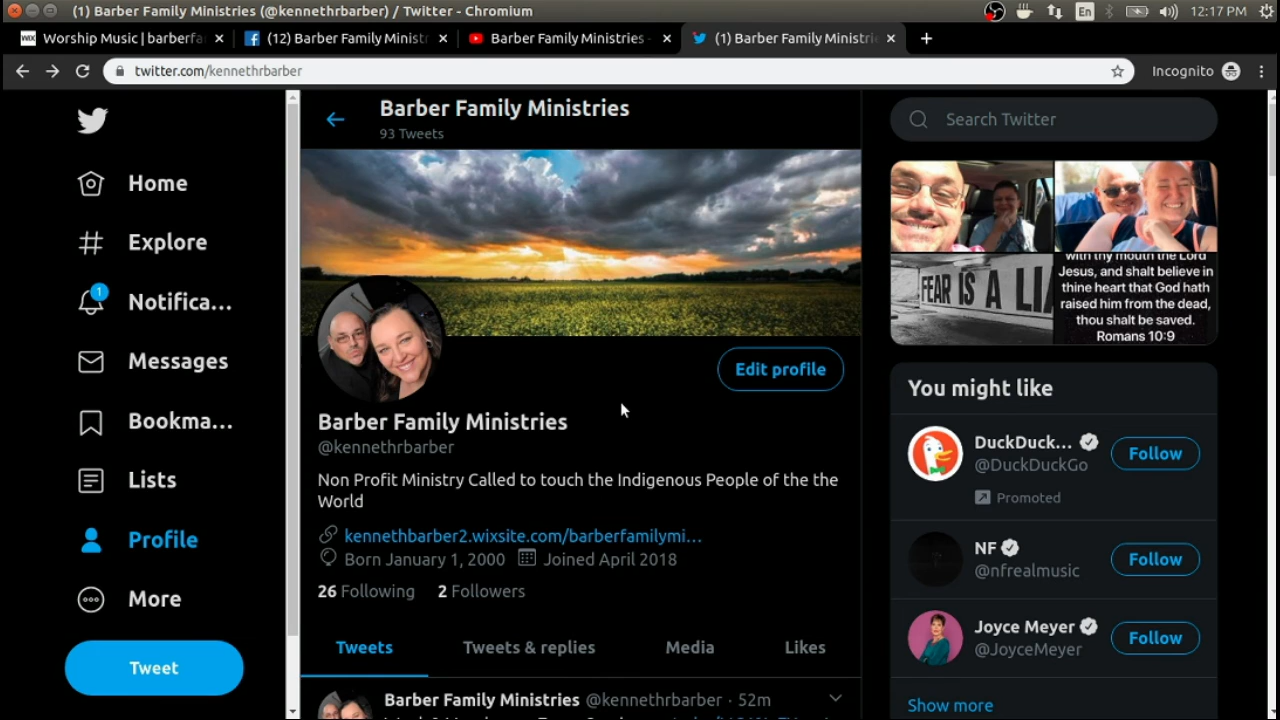 (1) Barber Family Ministries (@kennethrbarber) / Twitter - Chromium
En
12:17 PM
WIX Worship Music | barberfa
(12) Barber Family Ministr
Barber Family Ministries -
(1) Barber Family Ministrie
twitter.com/kennethrbarber
Incognito
Home
Explore
1
Notifica...
Messages
Bookma...
Lists
Profile
More
Tweet
Barber Family Ministries
93 Tweets
Edit profile
Barber Family Ministries
@kennethrbarber
Non Profit Ministry Called to touch the Indigenous People of the the
World
kennethbarber2.wixsite.com/barberfamilymi...
Born January 1, 2000 Joined April 2018
26 Following 2 Followers
Tweets Tweets & replies Media Likes
Barber Family Ministries @kennethrbarber · 52m
Search Twitter
FEAR IS A LIA
with thy mouth the Lord
Jesus, and shalt believe in
thine heart that God hath
raised him from the dead,
thou shalt be saved.
Romans 10:9
You might like
DuckDuck...
@DuckDuckGo
Follow
Promoted
NF
@nfrealmusic
Follow
Joyce Meyer
@JoyceMeyer
Follow
Show more